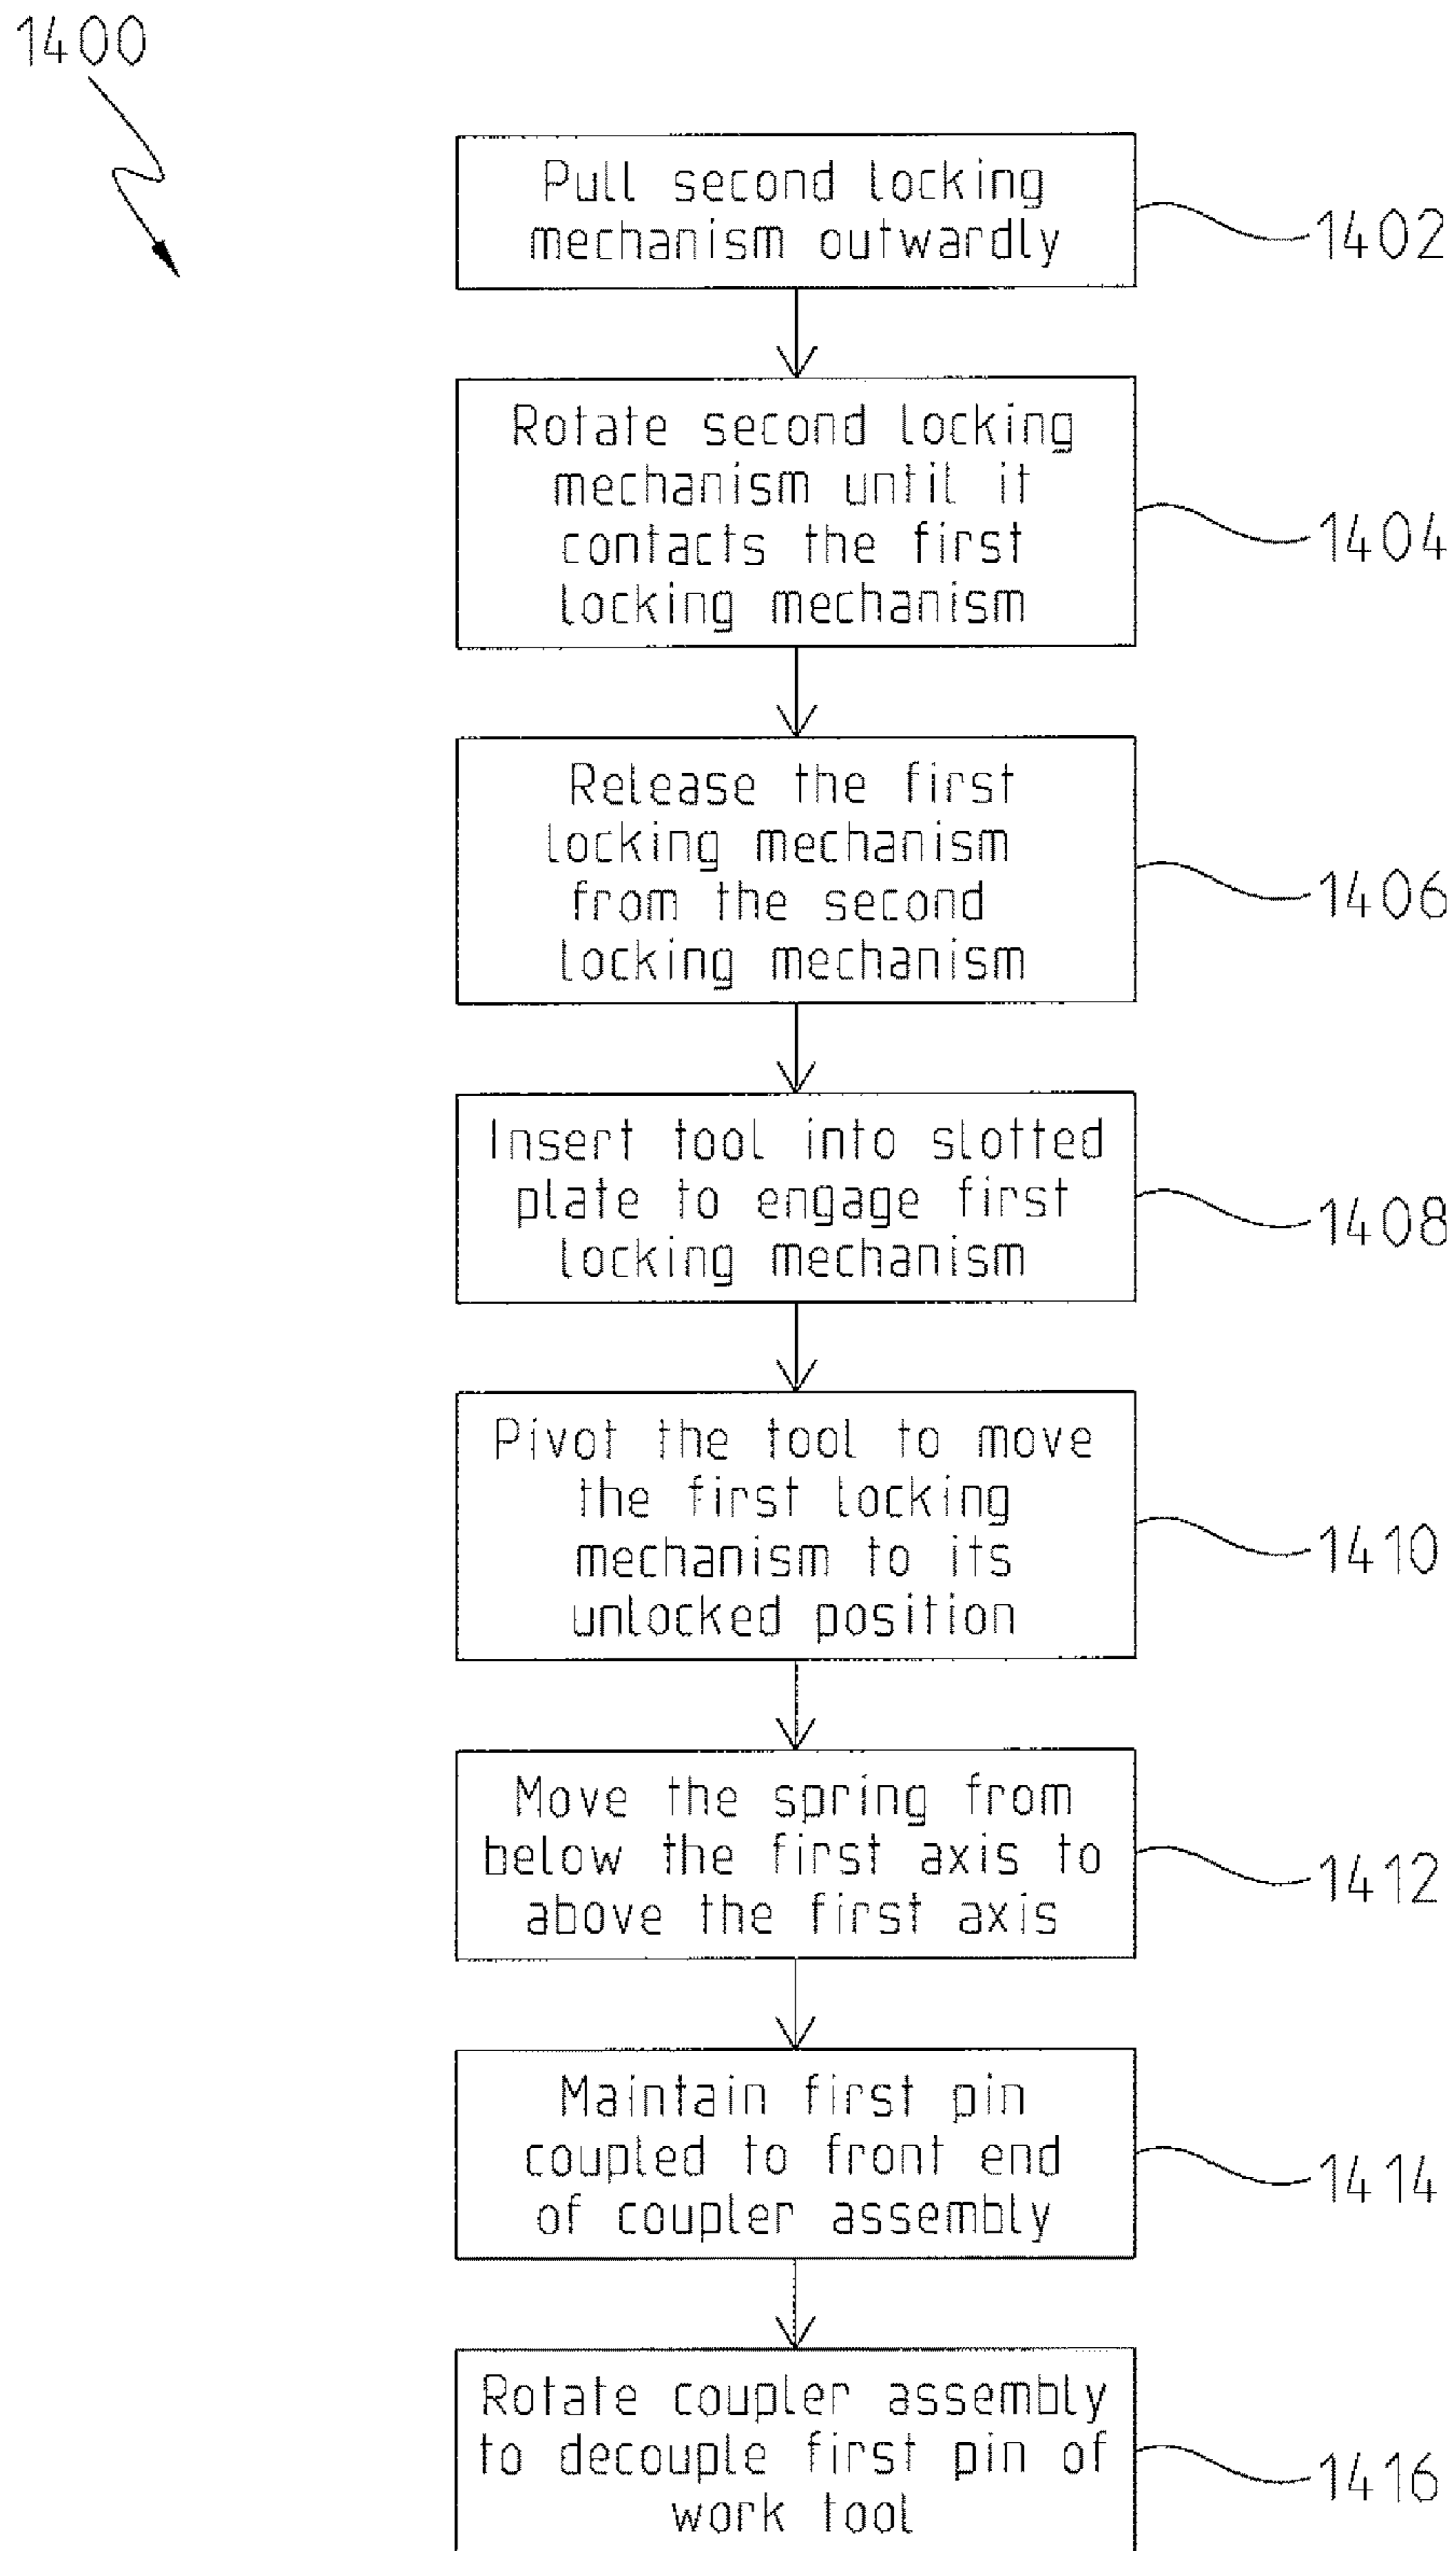 1400
Pull second locking
mechanism outwardly
1402
Rotate second locking
mechanism until it
contacts the first
locking mechanism
1404
Release the first
locking mechanism
from the second
locking mechanism
1406
Insert tool into slotted
plate to engage first
locking mechanism
1408
Pivot the tool to move
the first locking
mechanism to its
unlocked position
1410
Move the spring from
below the first axis to
above the first axis
1412
Maintain first pin
coupled to front end
of coupler assembly
1414
Rotate coupler assembly
to decouple first pin of
work tool
1416